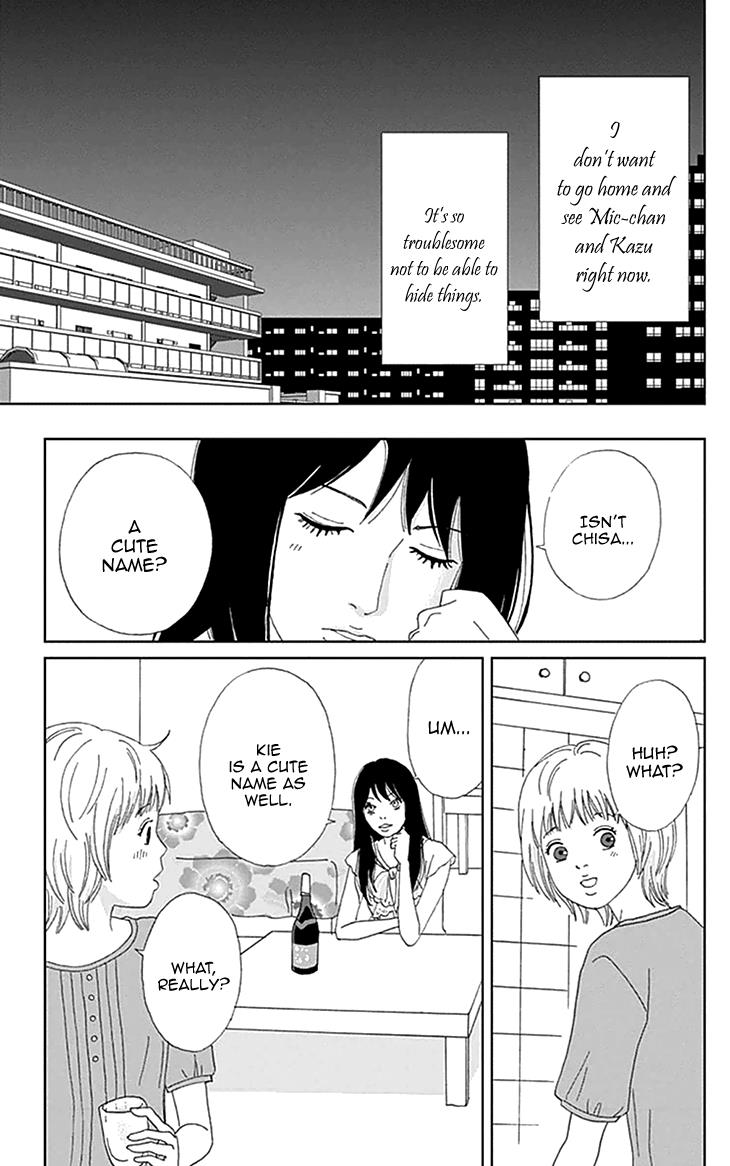 I
don't want
to go home and
see Mic-chan
and Kazu
right now.
It's so
troublesome
not to be able to
hide things.
ISN'T
CHISA...
A
CUTE
NAME?
HUH?
WHAT?
UM...
KIE
IS A CUTE
NAME AS
WELL.
WHAT,
REALLY?